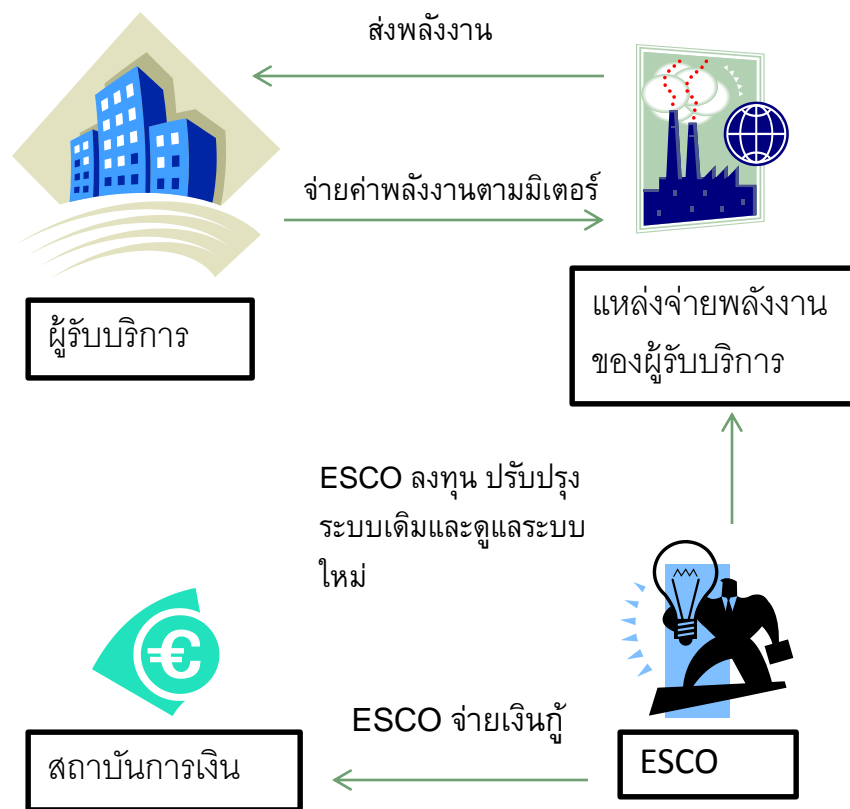 ส่งพลังงาน
จ่ายค่าพลังงานตามมิเตอร์
ผู้รับบริการ
แหล่งจ่ายพลังงาน
ของผู้รับบริการ
ESCO ลงทุน ปรับปรุง
ระบบเดิมและดูแลระบบ
ใหม่
€
ESCO จ่ายเงินกู้
สถาบันการเงิน
ESCO